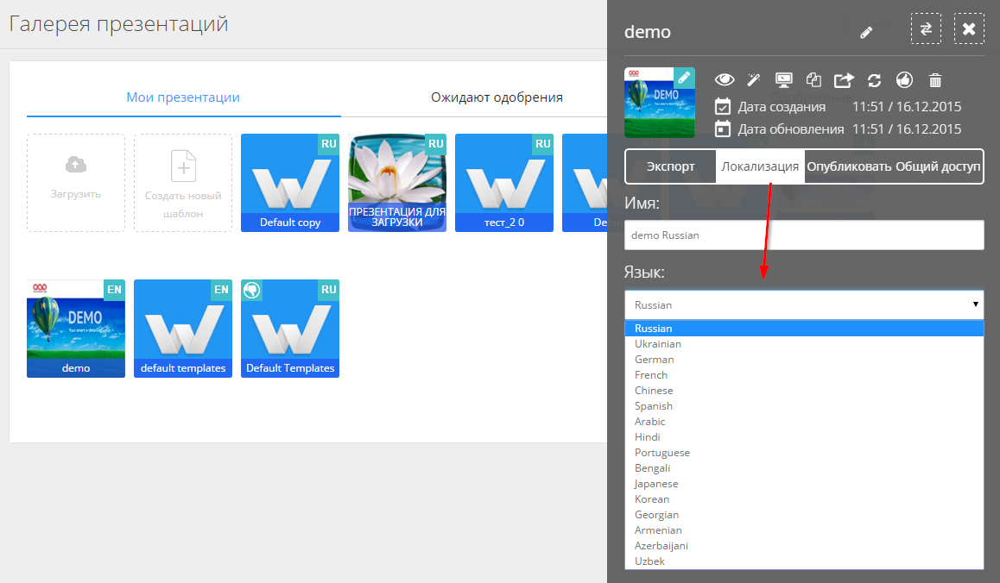 Галерея презентаций
Мои презентации
Ожидают одобрения
Загрузить
Создать новый
шаблон
RU
Default copy
RU
ПРЕЗЕНТАЦИЯ ДЛЯ
ЗАГРУЗКИ
RU
тест_2 0
De
EN
DEMO
demo
EN
default templates
RU
Default Templates
demo
DEMO
Одобренные
Дата создания 11:51 / 16.12.2015
Дата обновления 11:51 / 16.12.2015
Экспорт Локализация Опубликовать Общий доступ
Имя:
demo Russian
Язык:
Russian
Russian
Ukrainian
German
French
Chinese
Spanish
Arabic
Hindi
Portuguese
Bengali
Japanese
Korean
Georgian
Armenian
Azerbaijani
Uzbek